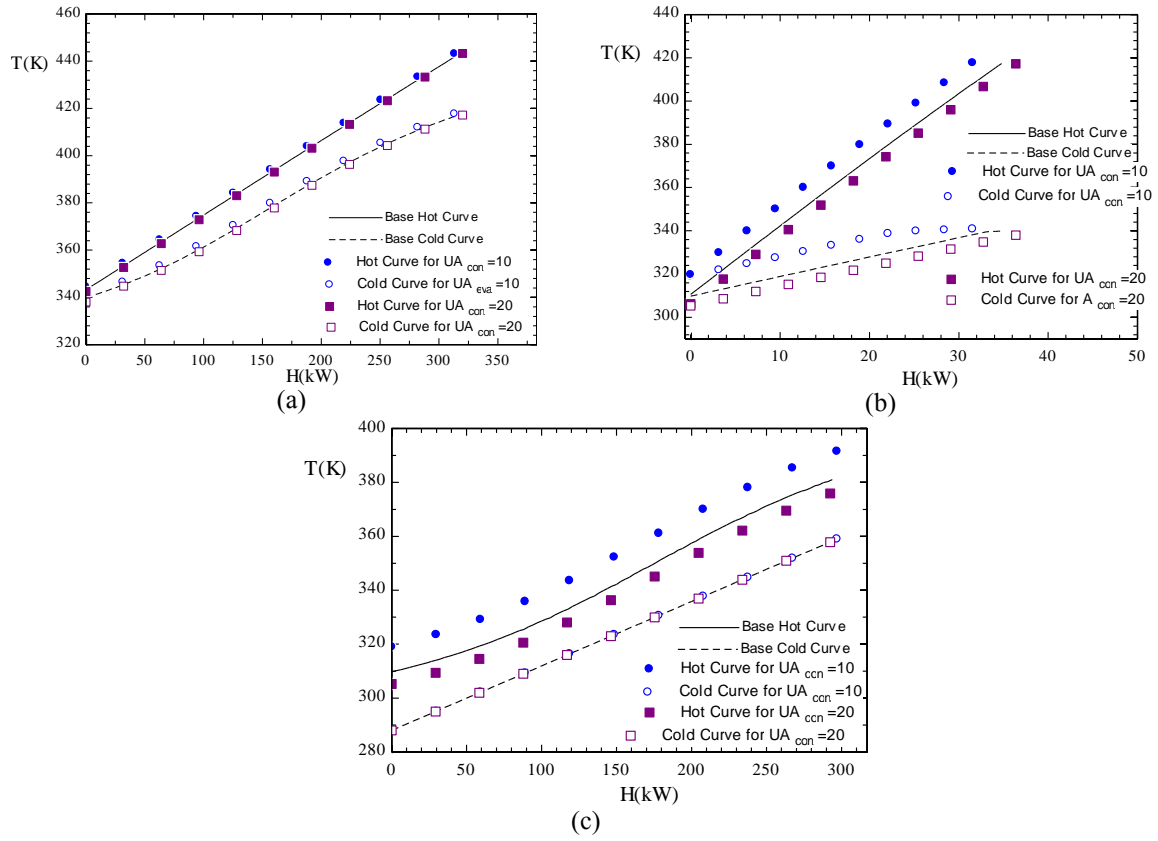 460
440
420
400
380
360
340
320
T(K)
0 50 100 150 200 250 300 350
H(kW)
Base Hot Curve
Base Cold Curve
Hot Curve for UA con =10
Cold Curve for UA eva =10
Hot Curve for UA con =20
Cold Curve for UA con =20
(a)
440
420
400
380
360
340
320
300
T(K)
0 10 20 30 40 50
H(kW)
Base Hot Curve
Base Cold Curve
Hot Curve for UA con =10
Cold Curve for UA con =10
Hot Curve for UA con =20
Cold Curve for A con =20
(b)
400
380
360
340
320
300
280
T(K)
0 50 100 150 200 250 300
H(kW)
Base Hot Curve
Base Cold Curve
Hot Curve for UA con =10
Cold Curve for UA con =10
Hot Curve for UA con =20
Cold Curve for UA con =20
(c)